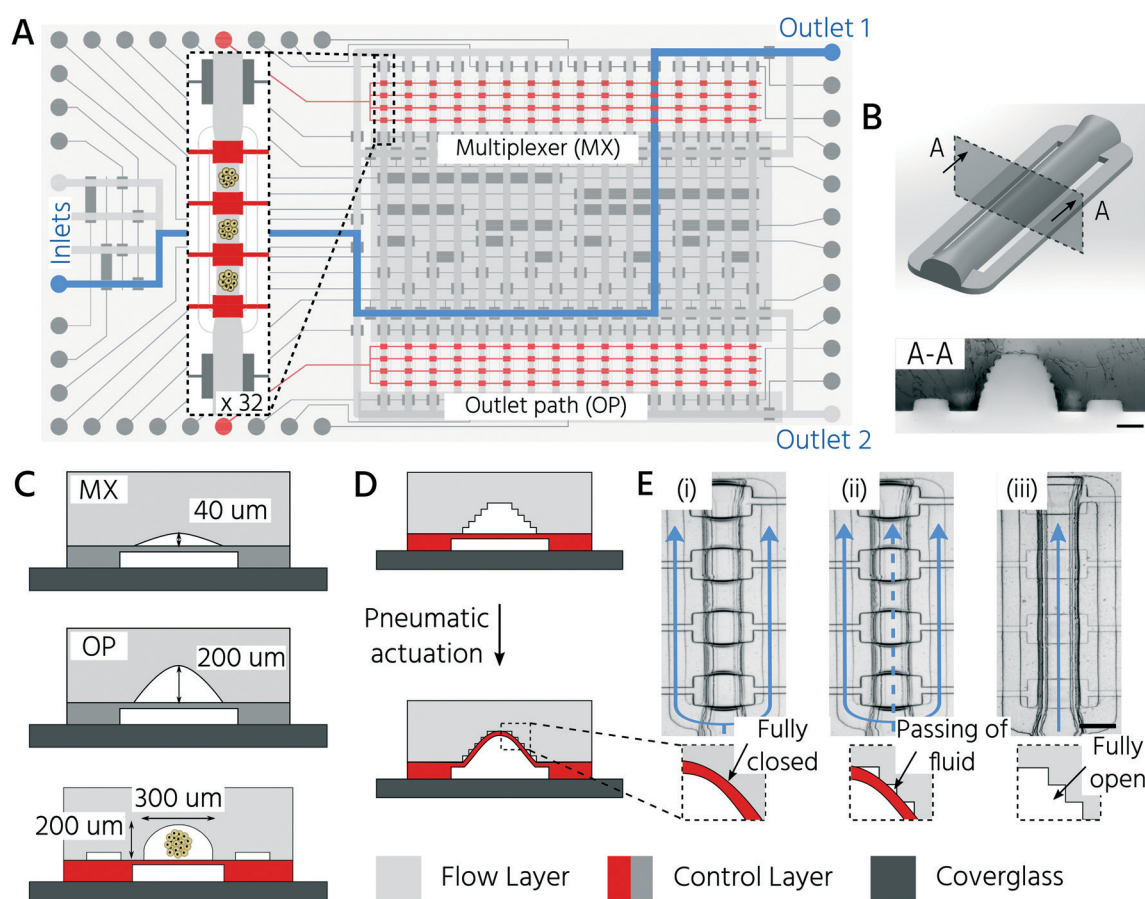 A
Outlet 1
Multiplexer (MX)
Inlets
x 32
Outlet path (OP)
Outlet 2
B
A
A
A-A
C
MX
40 um
OP
200 um
300 um
200 um
D
Pneumatic
actuation
E
(i)
(ii)
(iii)
Fully
closed
Passing of
fluid
Fully
open
Flow Layer
Control Layer
Coverglass